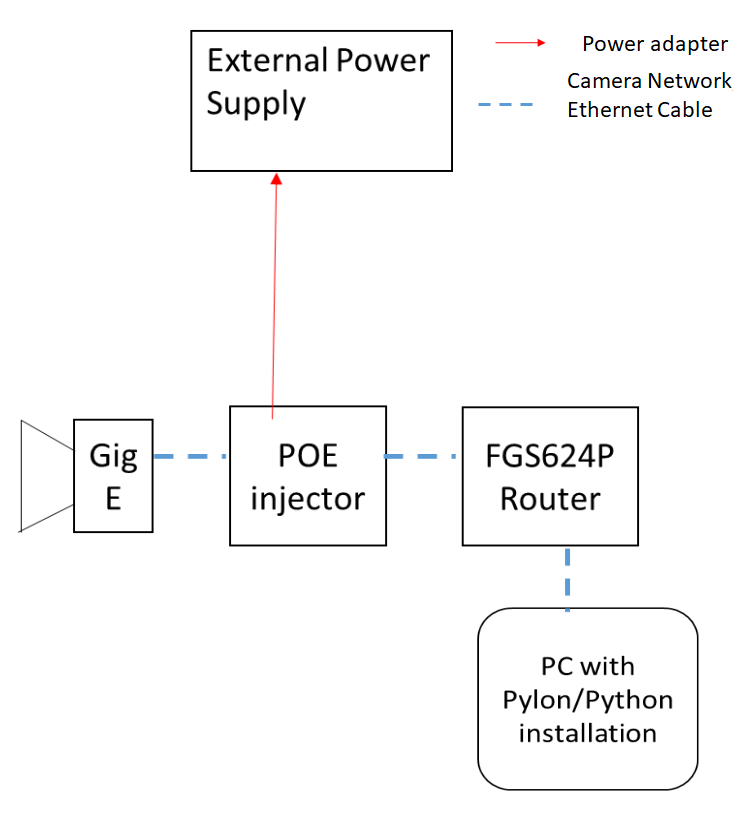 External Power
Supply
Power adapter
Camera Network
Ethernet Cable
Gig
E
POE
injector
FGS624P
Router
PC with
Pylon/Python
installation